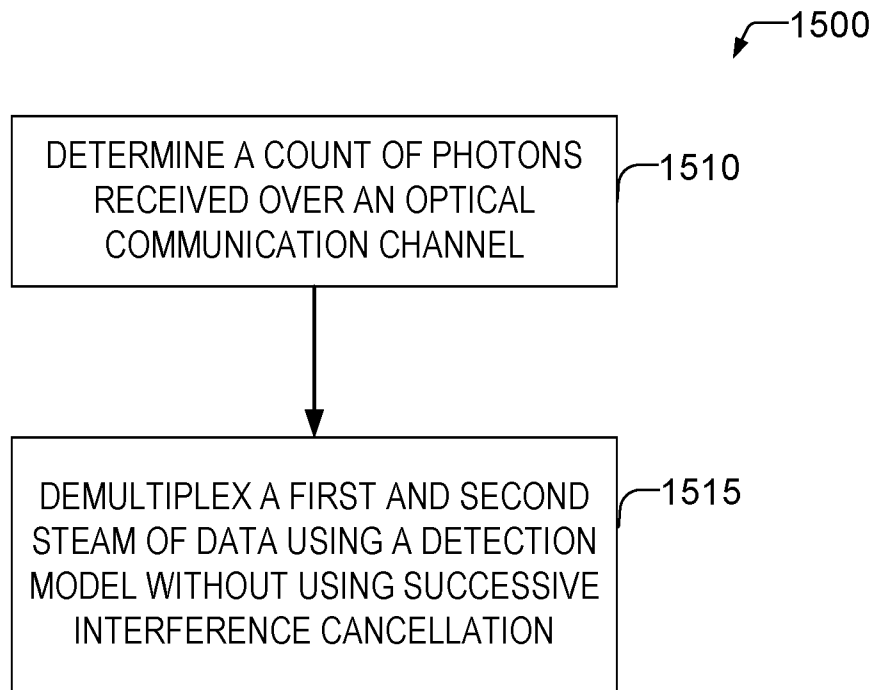 1500
DETERMINE A COUNT OF PHOTONS
RECEIVED OVER AN OPTICAL
COMMUNICATION CHANNEL
1510
DEMULTIPLEX A FIRST AND SECOND
STEAM OF DATA USING A DETECTION
MODEL WITHOUT USING SUCCESSIVE
INTERFERENCE CANCELLATION
1515